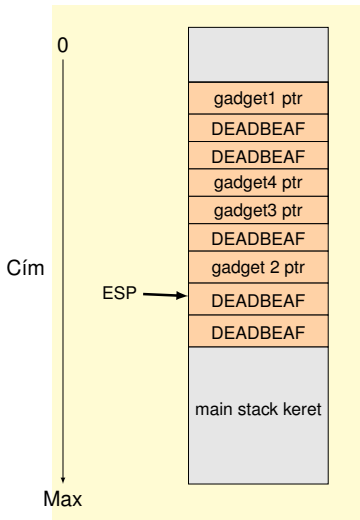 0
gadget1 ptr
DEADBEAF
DEADBEAF
gadget4 ptr
gadget3 ptr
DEADBEAF
Cím
gadget 2 ptr
ESP
DEADBEAF
DEADBEAF
main stack keret
Max